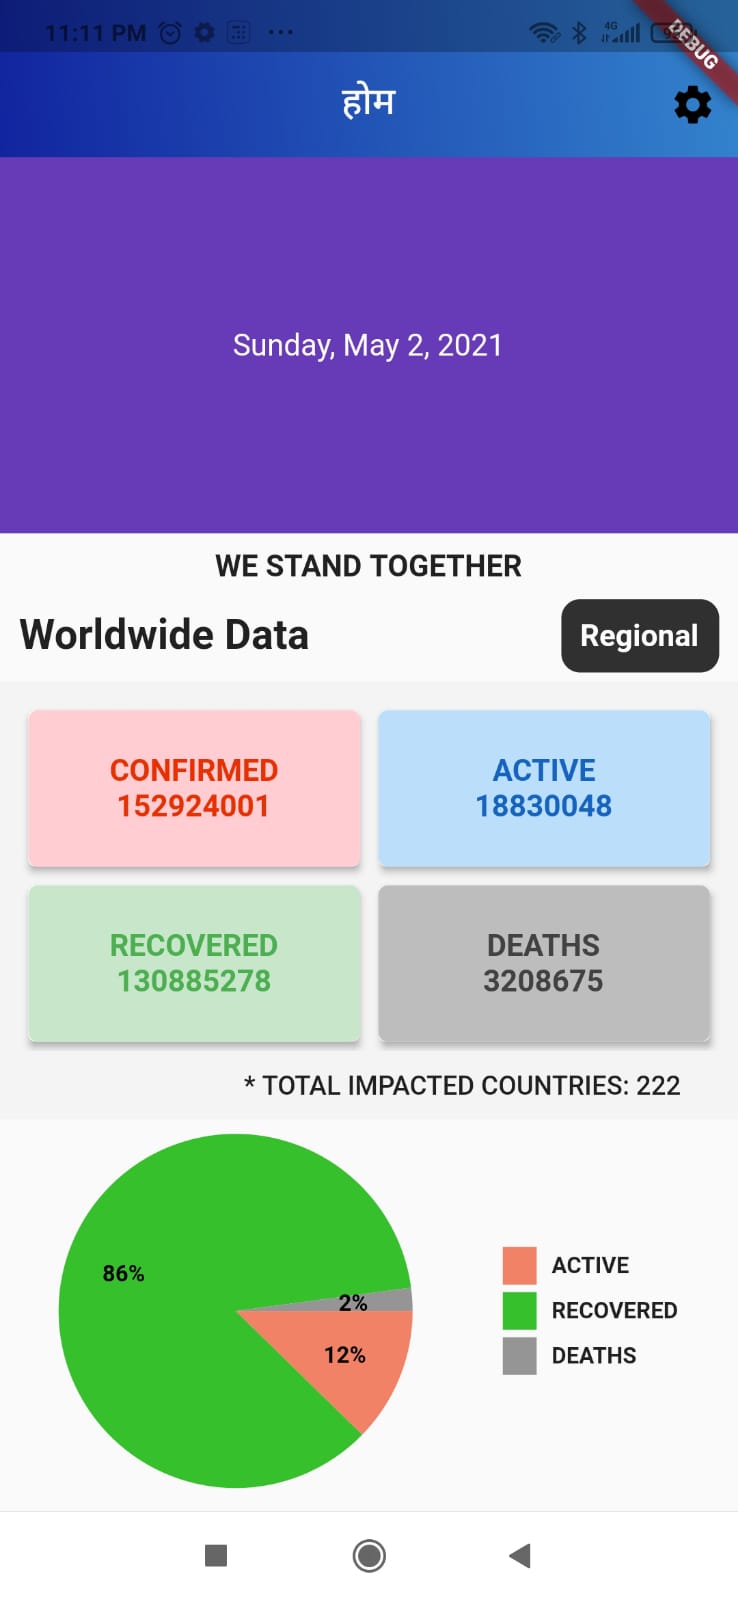 11:11 PM
4G
DEBUG
होम
Sunday, May 2, 2021
WE STAND TOGETHER
Worldwide Data
Regional
CONFIRMED
152924001
ACTIVE
18830048
RECOVERED
130885278
DEATHS
3208675
* TOTAL IMPACTED COUNTRIES: 222
86%
2%
12%
ACTIVE
RECOVERED
DEATHS